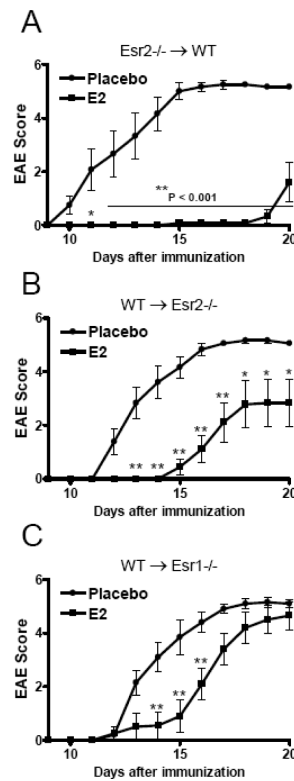 A
Esr2-/- → WT
6
4
2
0
EAE Score
Placebo
E2
*
**
P < 0.001
10 15 20
Days after immunization
B
WT → Esr2-/-
6
4
2
0
EAE Score
Placebo
E2
** ** ** ** ** * * *
10 15 20
Days after immunization
C
WT → Esr1-/-
6
4
2
0
EAE Score
Placebo
E2
** ** **
10 15 20
Days after immunization